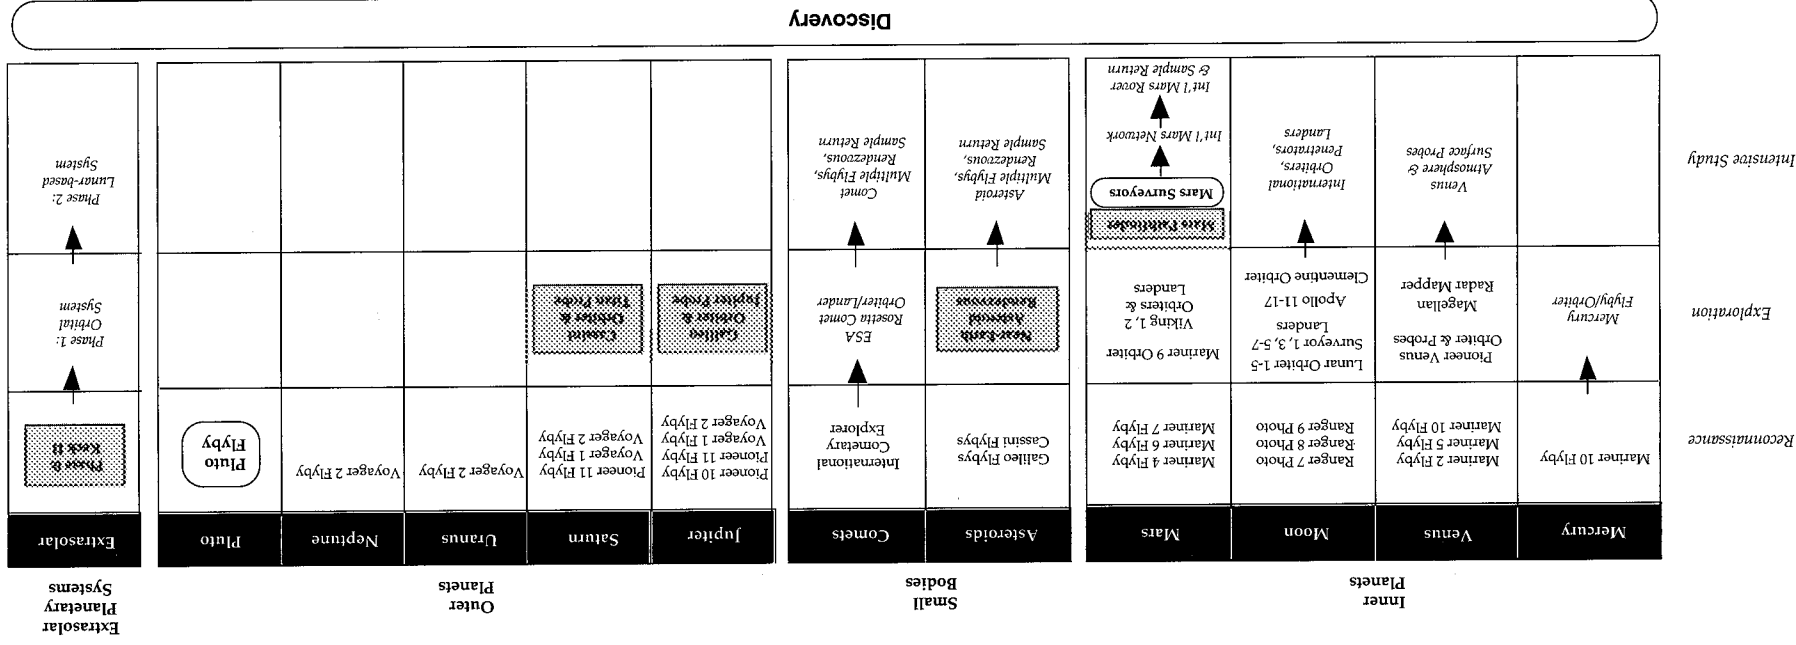 Inner
Planets
Small
Bodies
Outer
Planets
Extrasolar
Planetary
Systems
Mercury
Venus
Moon
Mars
Asteroids
Comets
Jupiter
Saturn
Uranus
Neptune
Pluto
Extrasolar
Reconnaissance
Mariner 10 Flyby
Mariner 2 Flyby
Mariner 5 Flyby
Mariner 10 Flyby
Ranger 7 Photo
Ranger 8 Photo
Ranger 9 Photo
Mariner 4 Flyby
Mariner 6 Flyby
Mariner 7 Flyby
Galileo Flybys
Cassini Flybys
International
Cometary
Explorer
Pioneer 10 Flyby
Pioneer 11 Flyby
Voyager 1 Flyby
Voyager 2 Flyby
Pioneer 11 Flyby
Voyager 1 Flyby
Voyager 2 Flyby
Voyager 2 Flyby
Voyager 2 Flyby
Pluto
Flyby
Phase 0:
Keck II
Exploration
Mercury
Flyby/Orbiter
Pioneer Venus
Orbiter & Probes
Magellan
Radar Mapper
Lunar Orbiter 1-5
Surveyor 1, 3, 5-7
Landers
Apollo 11-17
Clementine Orbiter
Mariner 9 Orbiter
Viking 1, 2
Orbiters &
Landers
Near-Earth
Asteroid
Rendezvous
ESA
Rosetta Comet
Orbiter/Lander
Galileo
Orbiter &
Jupiter Probe
Cassini
Orbiter &
Titan Probe
Phase 1:
Orbital
System
Intensive Study
Venus
Atmosphere &
Surface Probes
International
Orbiters,
Penetrators,
Landers
Mars Pathfinder
Mars Surveyors
Int'l Mars Network
Int'l Mars Rover
& Sample Return
Asteroid
Multiple Flybys,
Rendezvous,
Sample Return
Comet
Multiple Flybys,
Rendezvous,
Sample Return
Phase 2:
Lunar-based
System
Discovery